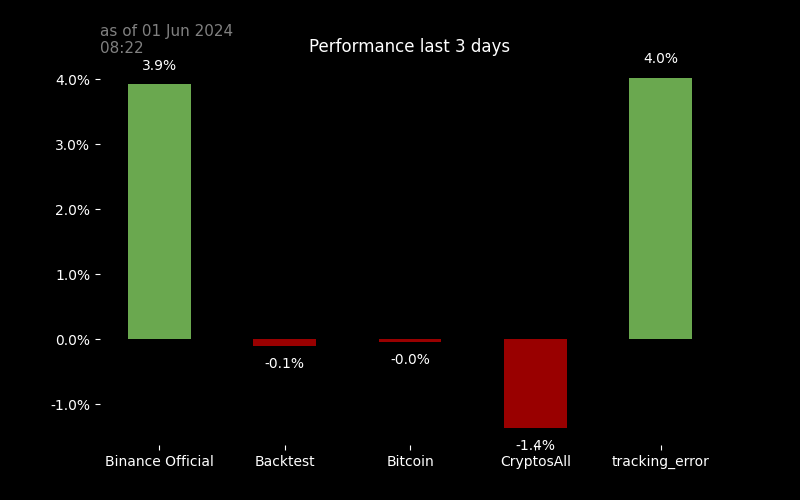 as of 01 Jun 2024
08:22
Performance last 3 days
3.9%
4.0%
4.0%
3.0%
2.0%
1.0%
0.0%
-0.1%
-0.0%
-1.0%
-1.4%
Binance Official
Backtest
Bitcoin
CryptosAll
tracking_error